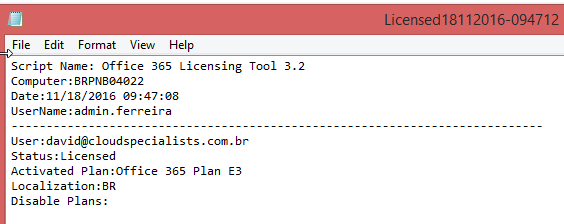 Licensed18112016-094712
File Edit Format View Help
Script Name: Office 365 Licensing Tool 3.2
Computer:BRPNB04022
Date:11/18/2016 09:47:08
UserName:admin.ferreira
--------------------------------------------------------------------------
User:david@cloudspecialists.com.br
Status:Licensed
Activated Plan:Office 365 Plan E3
Localization:BR
Disable Plans: